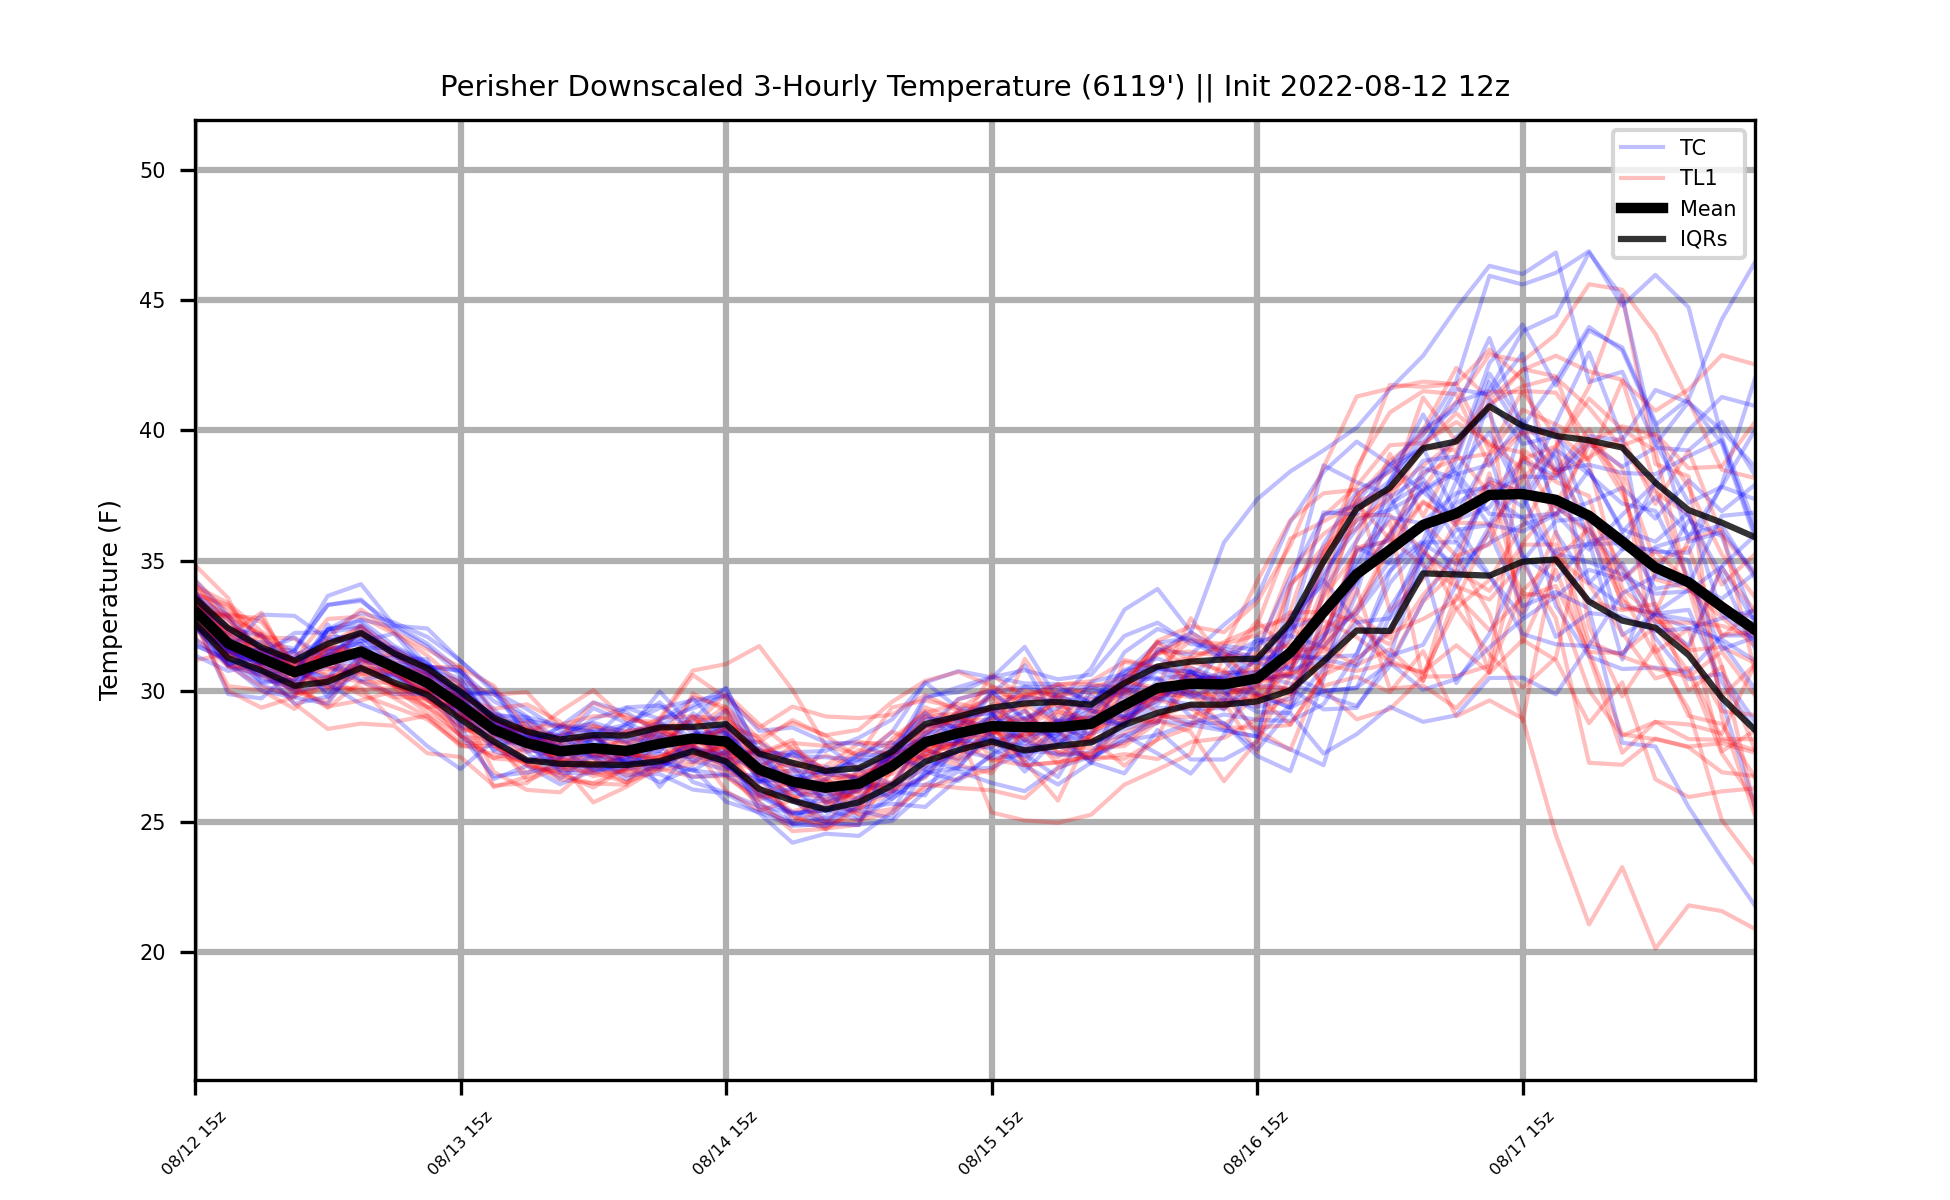 Perisher Downscaled 3-Hourly Temperature (6119') || Init 2022-08-12 12z
TC
TL1
Mean
IQRs
Temperature (F)
50
45
40
35
30
25
20
08/12 15z
08/13 15z
08/14 15z
08/15 15z
08/16 15z
08/17 15z